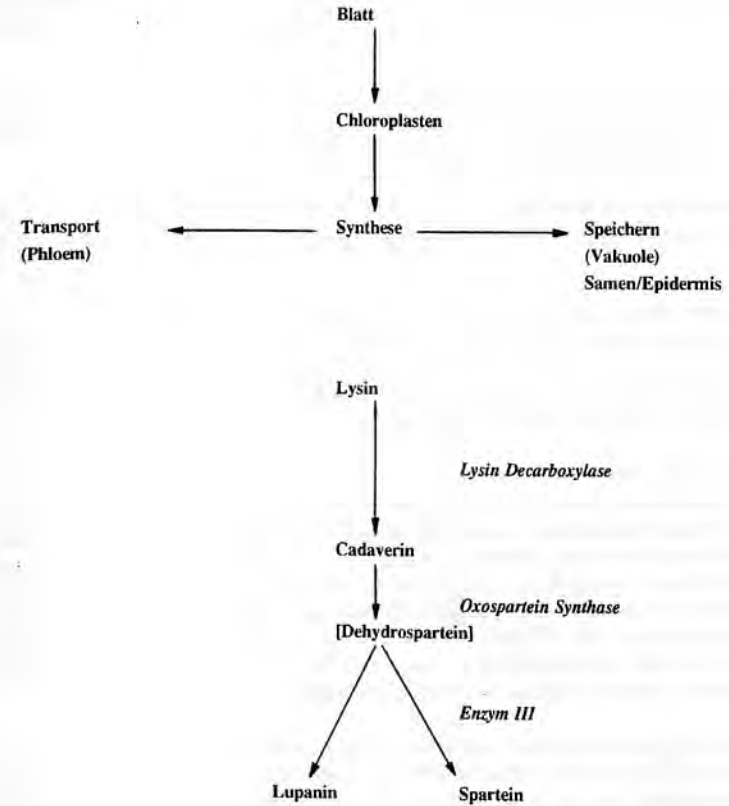 Blatt
Chloroplasten
Transport
(Phloem)
Synthese
Speichern
(Vakuole)
Samen/Epidermis
Lysin
Lysin Decarboxylase
Cadaverin
Oxospartein Synthase
[Dehydrospartein]
Enzym III
Lupanin
Spartein